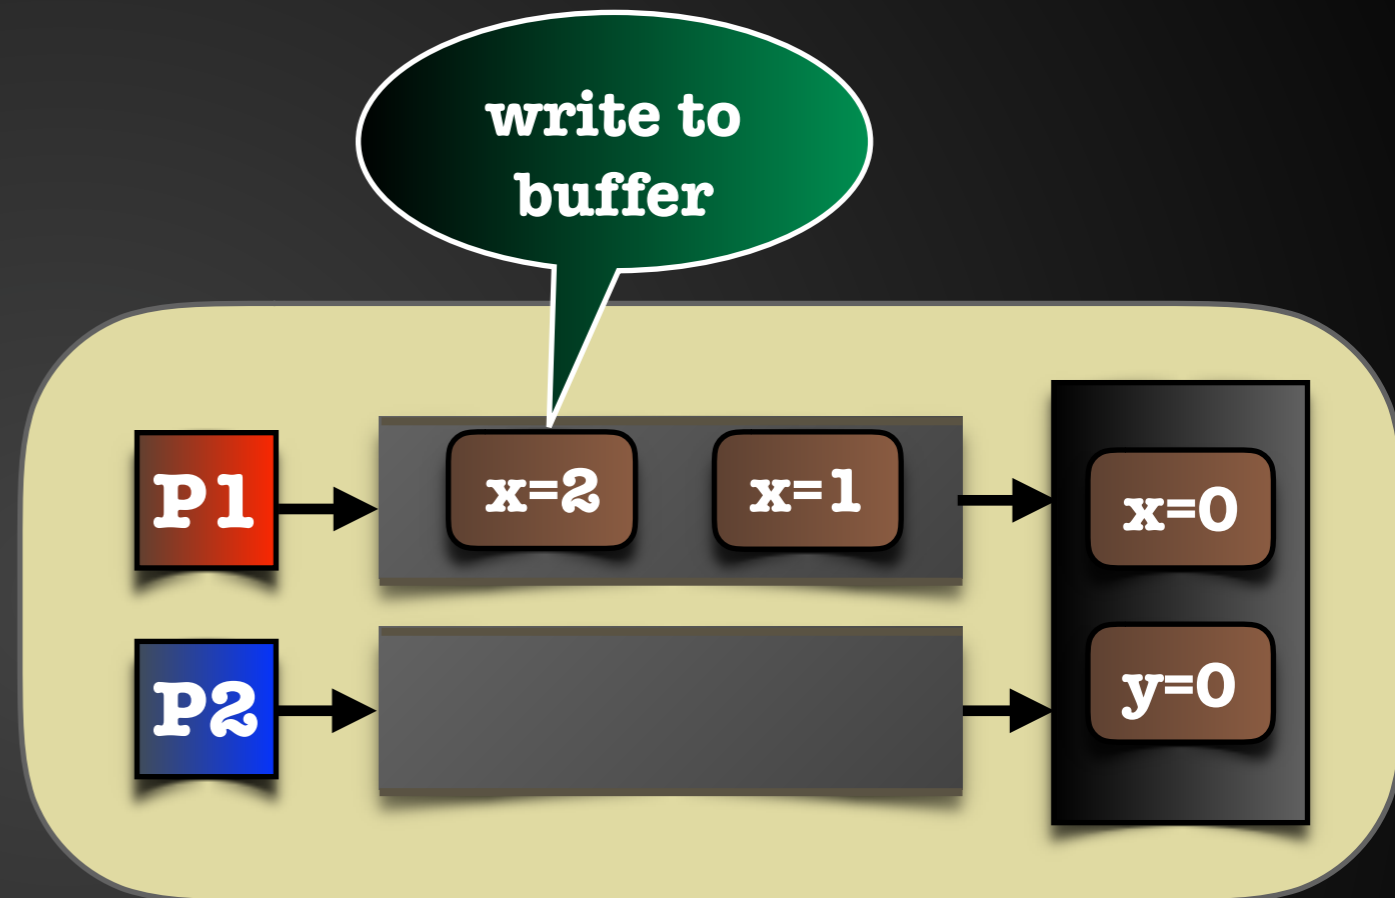 write to
buffer
P1
x=2
x=1
x=0
P2
y=0